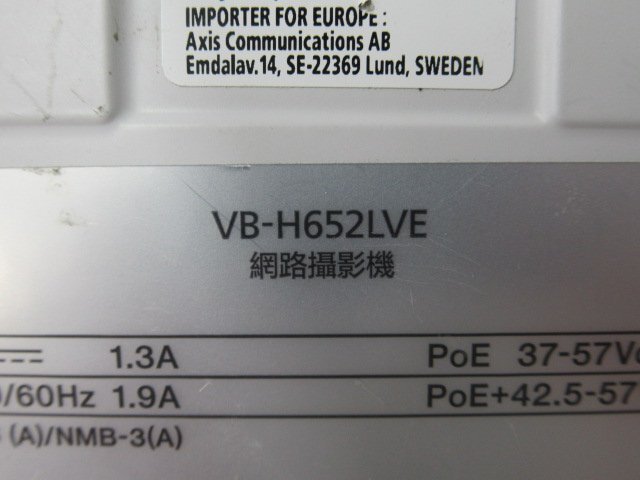 IMPORTER FOR EUROPE :
Axis Communications AB
Emdalav.14, SE-22369 Lund, SWEDEN
VB-H652LVE
網路攝影機
1.3A PoE 37-57V
/60Hz 1.9A PoE+42.5-57
(A)/NMB-3(A)